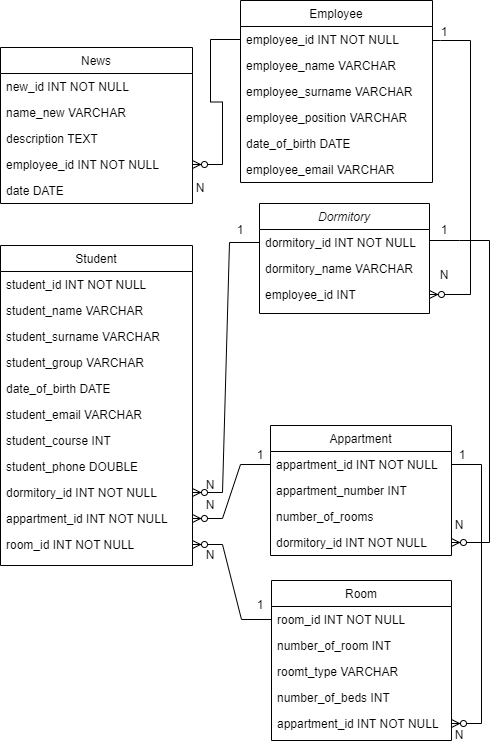 Employee
employee_id INT NOT NULL
employee_name VARCHAR
employee_surname VARCHAR
employee_position VARCHAR
date_of_birth DATE
employee_email VARCHAR
1
News
new_id INT NOT NULL
name_new VARCHAR
description TEXT
employee_id INT NOT NULL
date DATE
N
Dormitory
dormitory_id INT NOT NULL
dormitory_name VARCHAR
employee_id INT
1
1
N
Student
student_id INT NOT NULL
student_name VARCHAR
student_surname VARCHAR
student_group VARCHAR
date_of_birth DATE
student_email VARCHAR
student_course INT
student_phone DOUBLE
dormitory_id INT NOT NULL
appartment_id INT NOT NULL
room_id INT NOT NULL
N
N
N
Appartment
appartment_id INT NOT NULL
appartment_number INT
number_of_rooms
dormitory_id INT NOT NULL
1
1
N
Room
room_id INT NOT NULL
number_of_room INT
roomt_type VARCHAR
number_of_beds INT
appartment_id INT NOT NULL
1
N